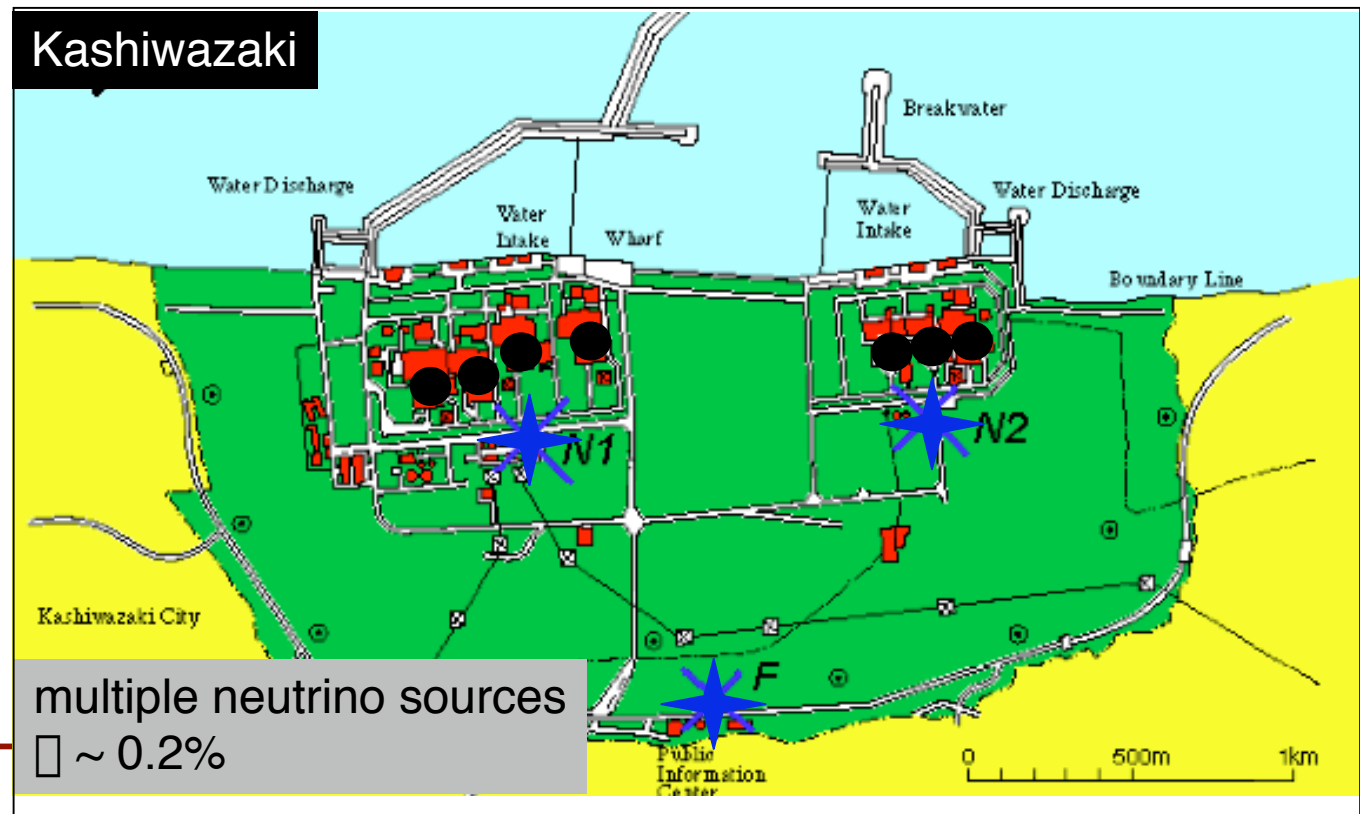 Kashiwazaki
Breakwater
Water Discharge
Water Discharge
Water
Intake
Wharf
Water
Intake
Boundary Line
N1
N2
Kashiwazaki City
F
multiple neutrino sources
▯ ~ 0.2%
Public
Information
Center
0 500m 1km